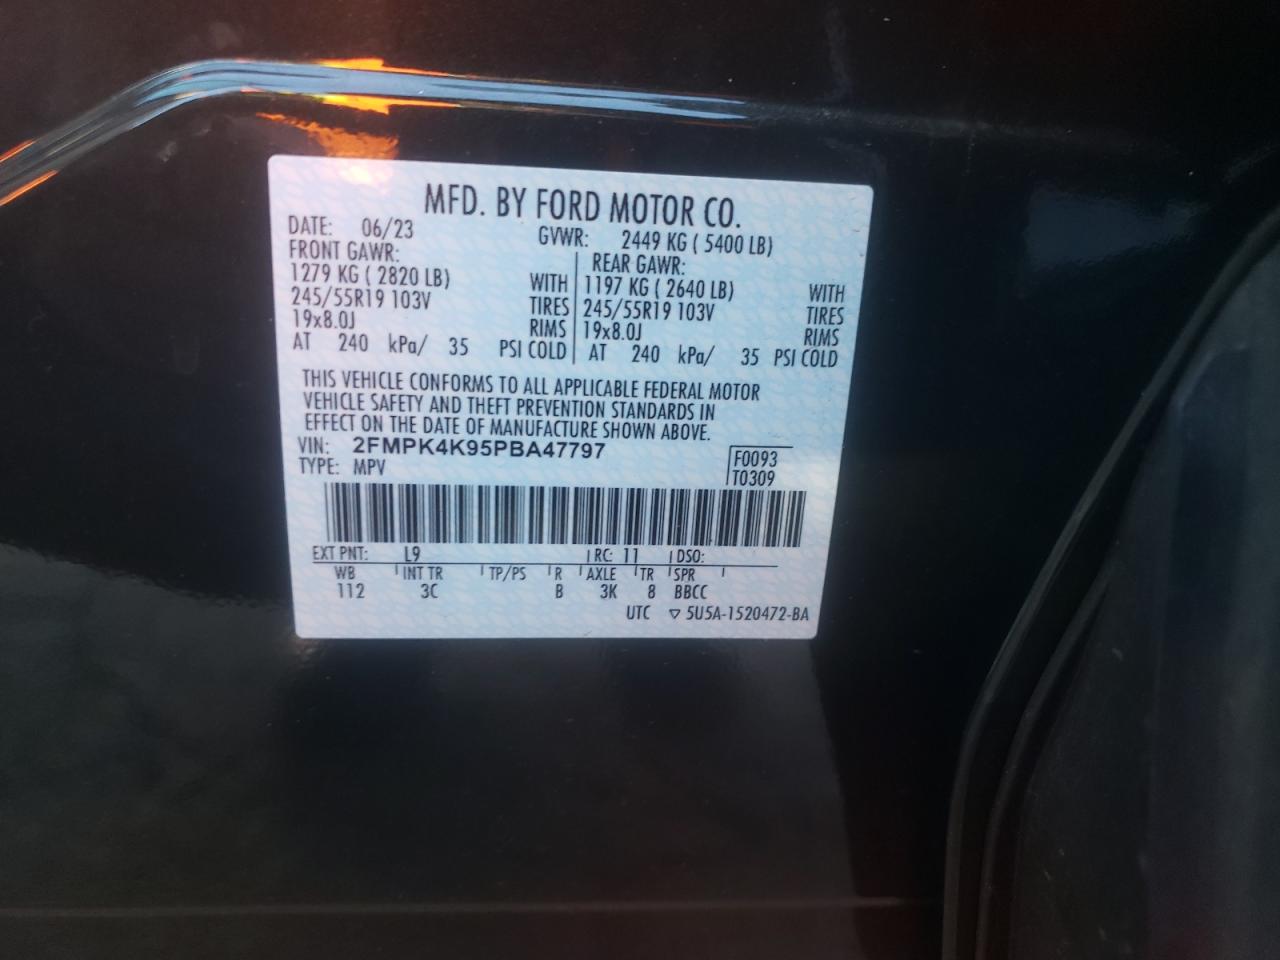 MFD. BY FORD MOTOR CO.
DATE: 06/23 GVWR: 2449 KG ( 5400 LB)
FRONT GAWR: REAR GAWR:
1279 KG ( 2820 LB) WITH 1197 KG ( 2640 LB) WITH
245/55R19 103V TIRES 245/55R19 103V TIRES
19x8.0J RIMS 19x8.0J RIMS
AT 240 kPa/ 35 PSI COLD AT 240 kPa/ 35 PSI COLD
THIS VEHICLE CONFORMS TO ALL APPLICABLE FEDERAL MOTOR
VEHICLE SAFETY AND THEFT PREVENTION STANDARDS IN
EFFECT ON THE DATE OF MANUFACTURE SHOWN ABOVE.
VIN: 2FMPK4K95PBA47797
TYPE: MPV
F0093
T0309
EXT PNT: L9 RC: 11 DSO:
WB INT TR TP/PS R AXLE TR SPR
112 3C B 3K 8 BBCC
UTC ▽ 5U5A-1520472-BA